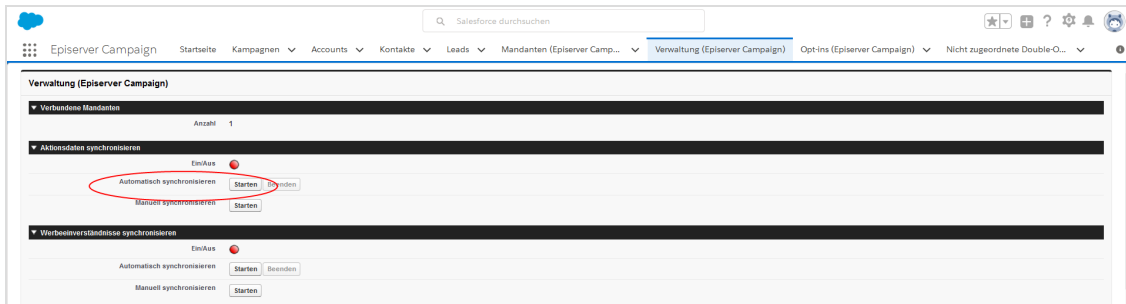 Salesforce durchsuchen
Episerver Campaign Startseite Kampagnen Accounts Kontakte Leads Mandanten (Episerver Camp... Verwaltung (Episerver Campaign) Opt-ins (Episerver Campaign) Nicht zugeordnete Double-O...
Verwaltung (Episerver Campaign)
Verbundene Mandanten
Anzahl 1
Aktionsdaten synchronisieren
Ein/Aus
Automatisch synchronisieren Starten Beenden
Manuell synchronisieren Starten
Werbeeinverständnisse synchronisieren
Ein/Aus
Automatisch synchronisieren Starten Beenden
Manuell synchronisieren Starten